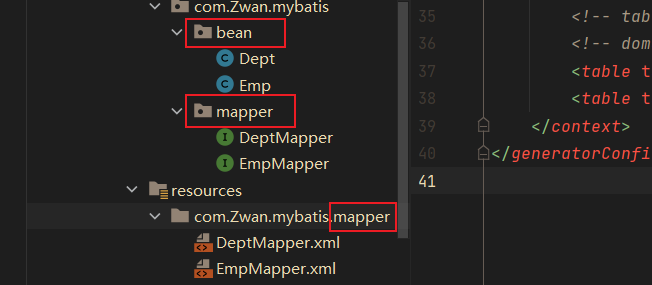 com.Zwan.mybatis
bean
Dept
Emp
mapper
DeptMapper
EmpMapper
resources
com.Zwan.mybatis.mapper
DeptMapper.xml
EmpMapper.xml
35 <!-- tab
36 <!-- dom
37 <table t
38 <table t
39 </context>
40 </generatorConfi
41